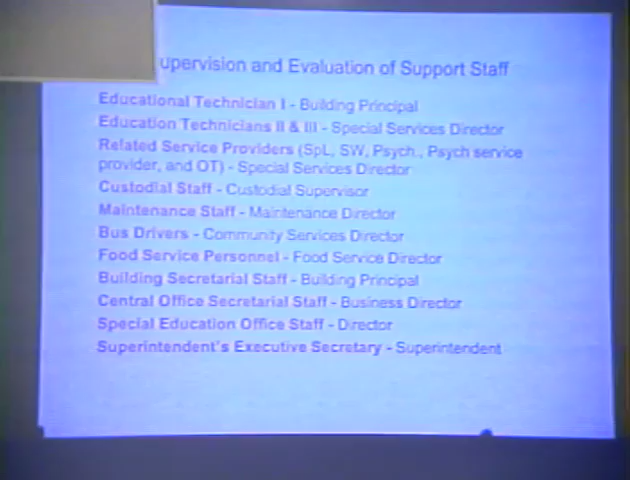 upervision and Evaluation of Support Staff
Educational Technician I - Building Principal
Education Technicians II & III - Special Services Director
Related Service Providers (SpL, SW, Psych., Psych service
provider, and OT) - Special Services Director
Custodial Staff - Custodial Supervisor
Maintenance Staff - Maintenance Director
Bus Drivers - Community Services Director
Food Service Personnel - Food Service Director
Building Secretarial Staff - Building Principal
Central Office Secretarial Staff - Business Director
Special Education Office Staff - Director
Superintendent's Executive Secretary - Superintendent